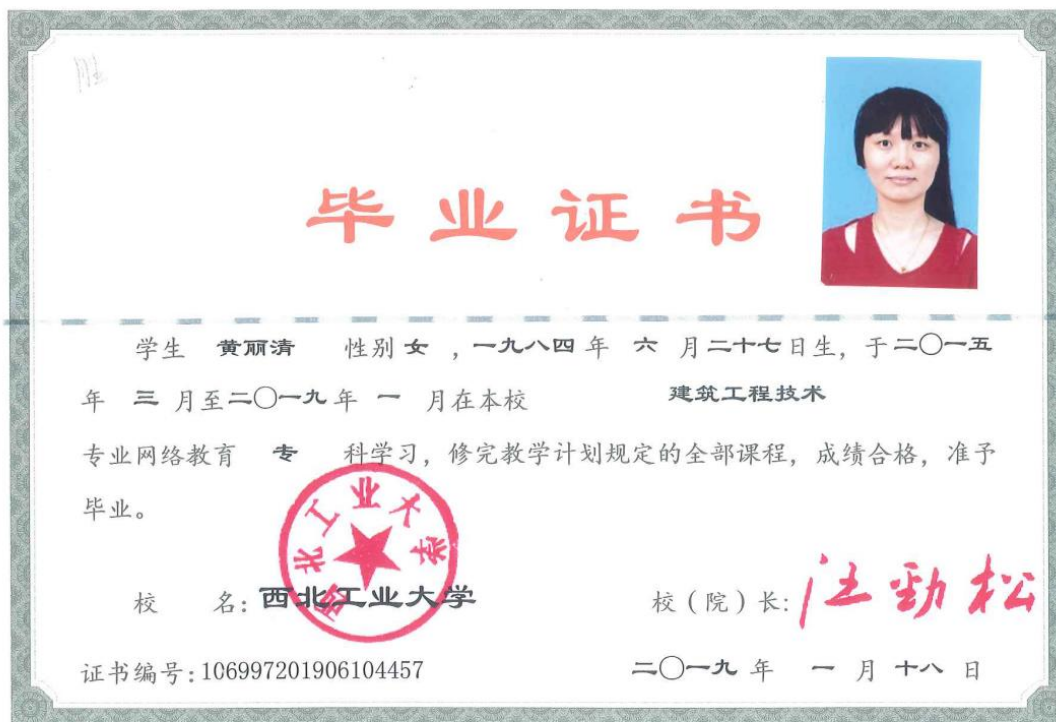 毕业证书
学生 黄丽清 性别 女 ，一九八四 年 六 月 二十七 日生，于 二〇一五
年 三 月至 二〇一九 年 一 月在本校 建筑工程技术
专业网络教育 专 科学习，修完教学计划规定的全部课程，成绩合格，准予
毕业。
西北工业大学
校 名：西北工业大学 校（院）长：汪劲松
证书编号：106997201906104457 二〇一九 年 一 月 十八 日